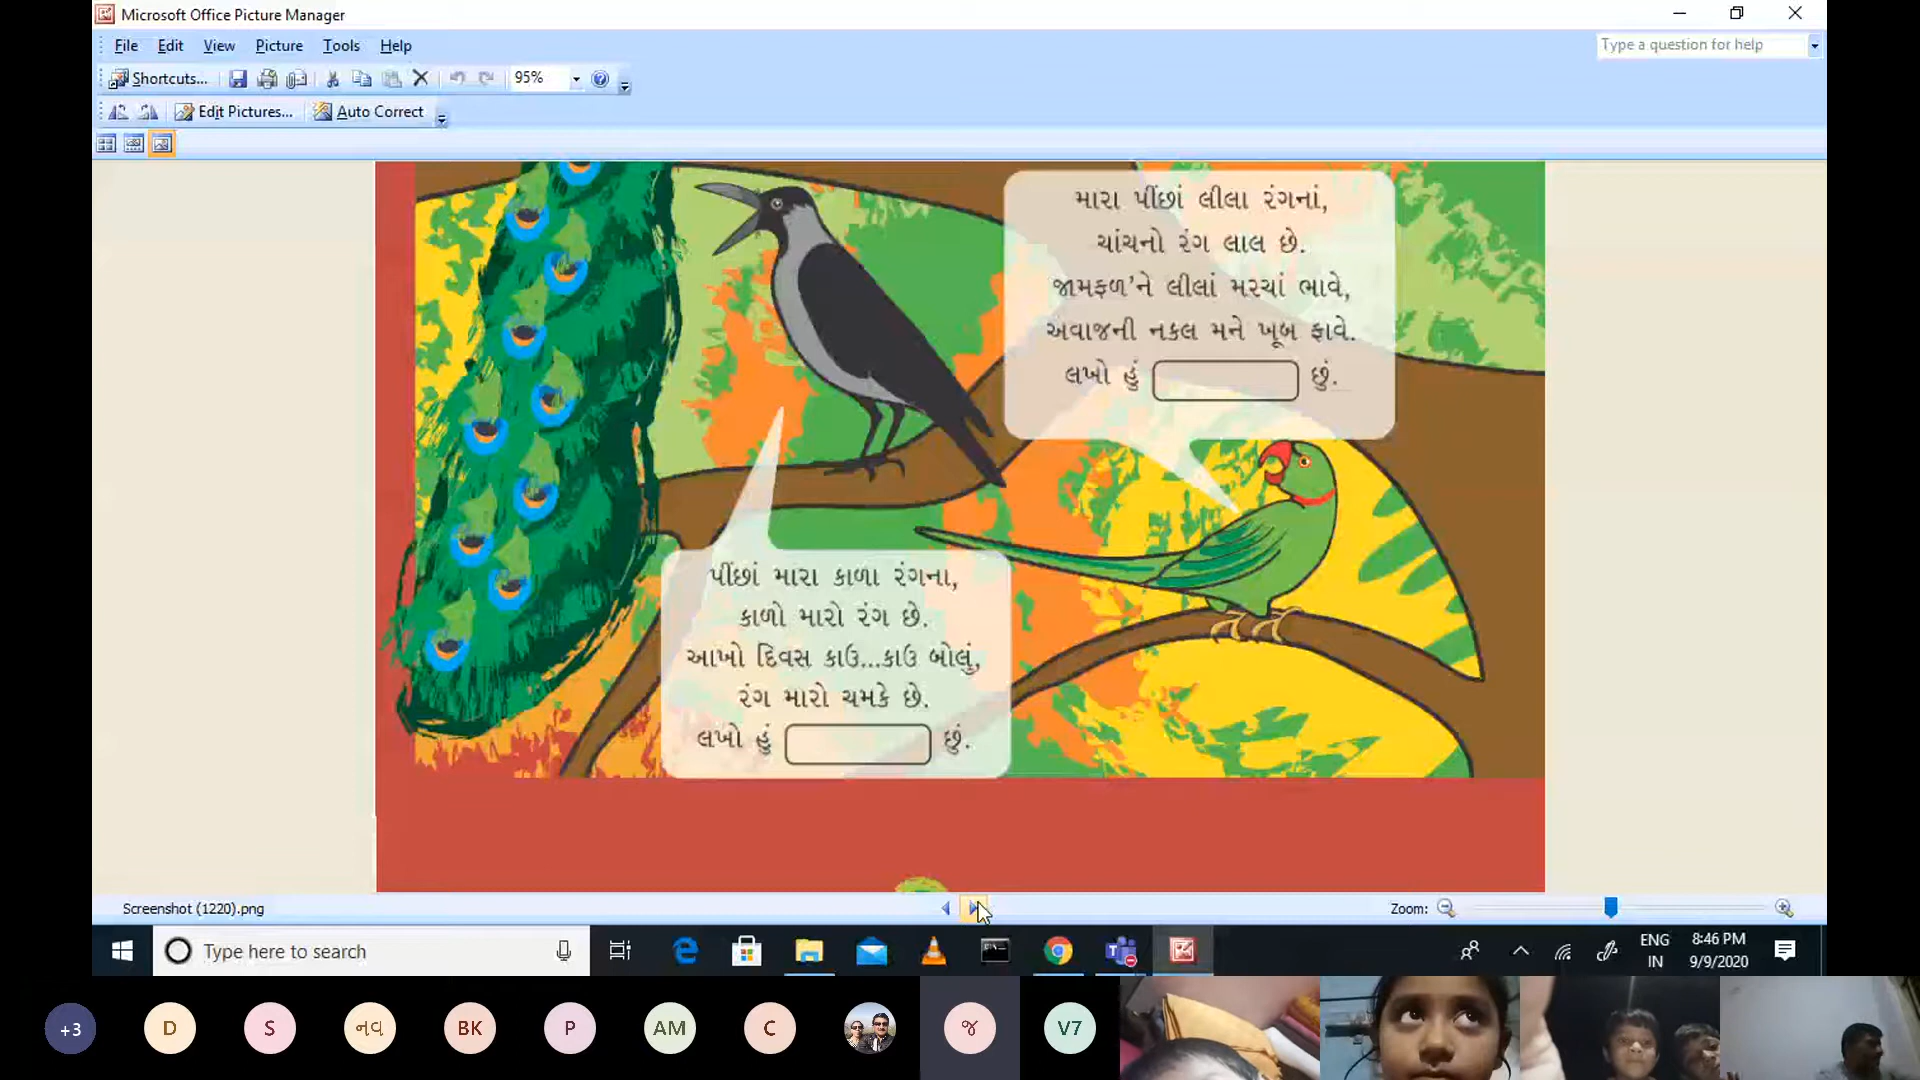 Microsoft Office Picture Manager
File Edit View Picture Tools Help
Type a question for help
Shortcuts... 95%
Edit Pictures... Auto Correct
મારા પીંછાં લીલા રંગનાં,
ચાંચનો રંગ લાલ છે.
જામફળ'ને લીલાં મરચાં ભાવે,
અવાજની નકલ મને ખૂબ ફાવે.
લખો હું છું.
પીંછાં મારા કાળા રંગના,
કાળો મારો રંગ છે.
આખો દિવસ કાઉ...કાઉ બોલું,
રંગ મારો ચમકે છે.
લખો હું છું.
Screenshot (1220).png
Zoom:
Type here to search
ENG
IN
8:46 PM
9/9/2020
+3 D S નવ BK P AM C જ V7